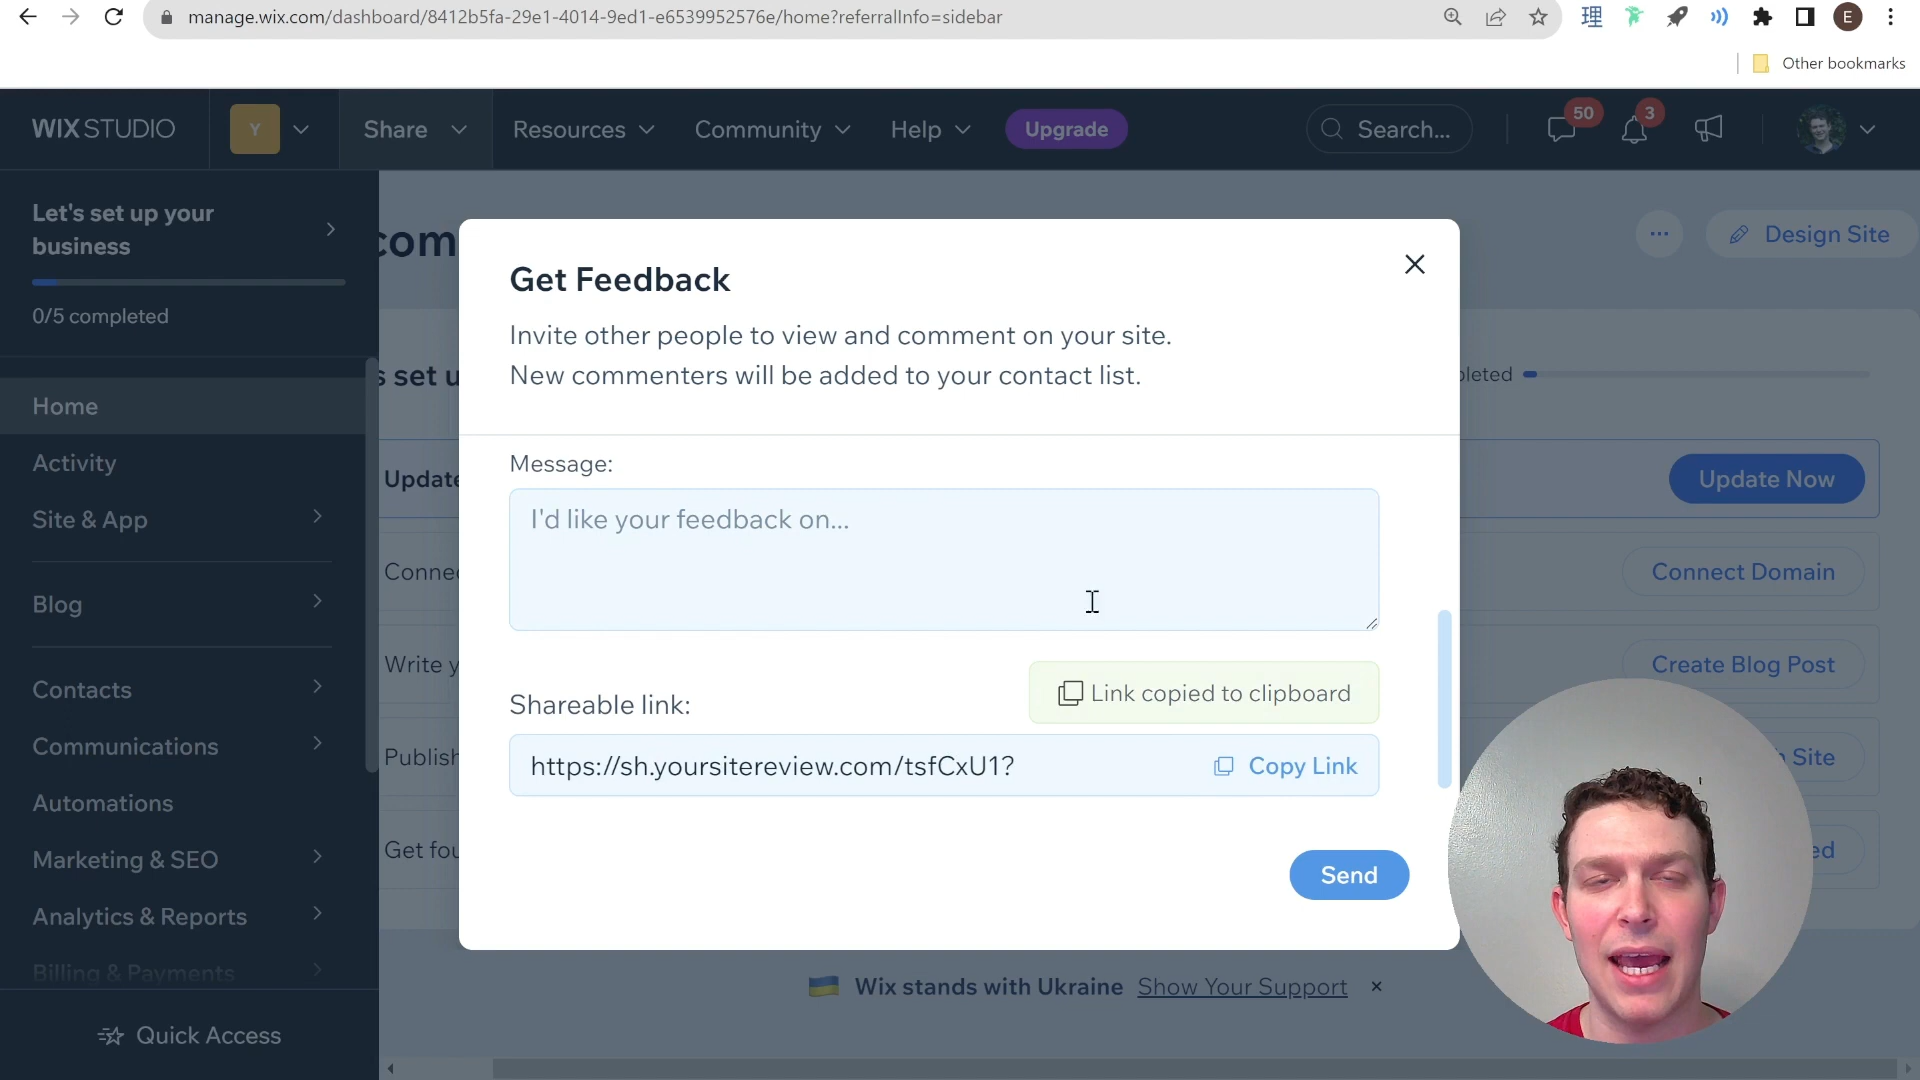 manage.wix.com/dashboard/8412b5fa-29e1-4014-9ed1-e6539952576e/home?referralInfo=sidebar
理
E
Other bookmarks
WIX STUDIO
Y
Share
Resources
Community
Help
Upgrade
Search...
50
3
Let's set up your
business
0/5 completed
Home
Activity
Site & App
Blog
Contacts
Communications
Automations
Marketing & SEO
Analytics & Reports
Billing & Payments
Quick Access
Design Site
Update Now
Connect Domain
Create Blog Post
Site
Get Feedback
Invite other people to view and comment on your site.
New commenters will be added to your contact list.
Message:
I'd like your feedback on...
Shareable link:
Link copied to clipboard
https://sh.yoursitereview.com/tsfCxU1?
Copy Link
Send
Wix stands with Ukraine Show Your Support